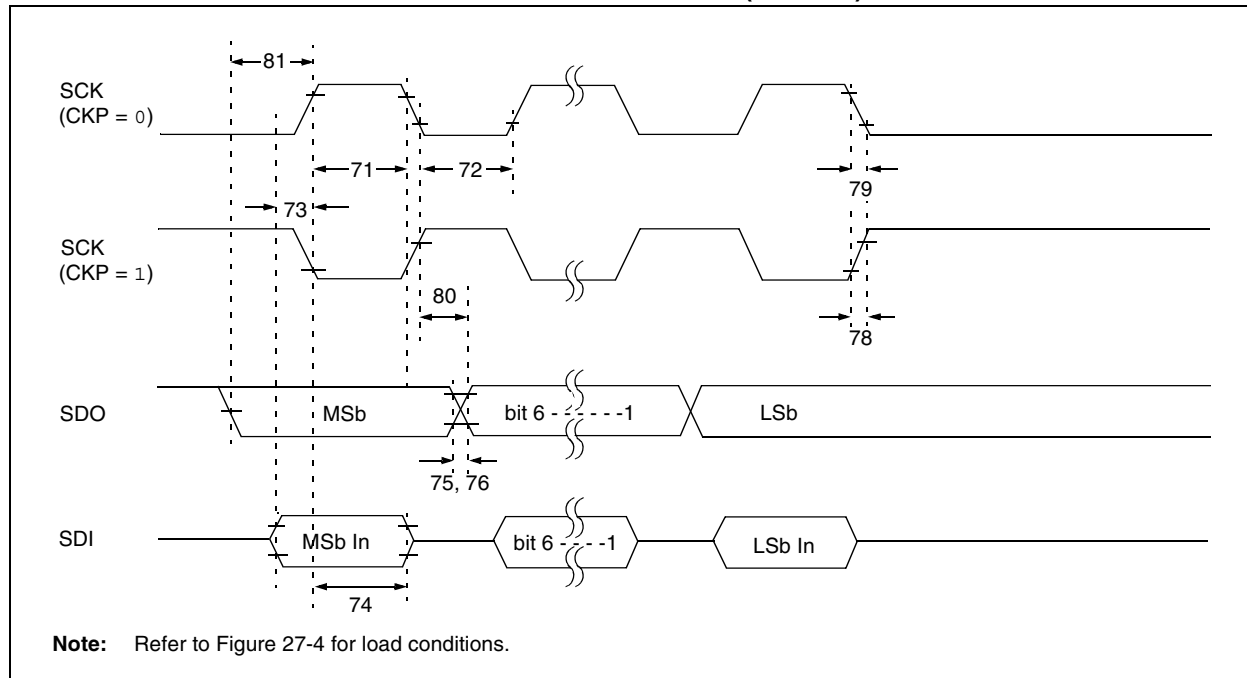 81
SCK
(CKP = 0)
71
72
79
73
SCK
(CKP = 1)
80
78
SDO
MSb
bit 6 - - - - - - -1
LSb
75, 76
SDI
MSb In
bit 6 - - - - -1
LSb In
74
Note: Refer to Figure 27-4 for load conditions.